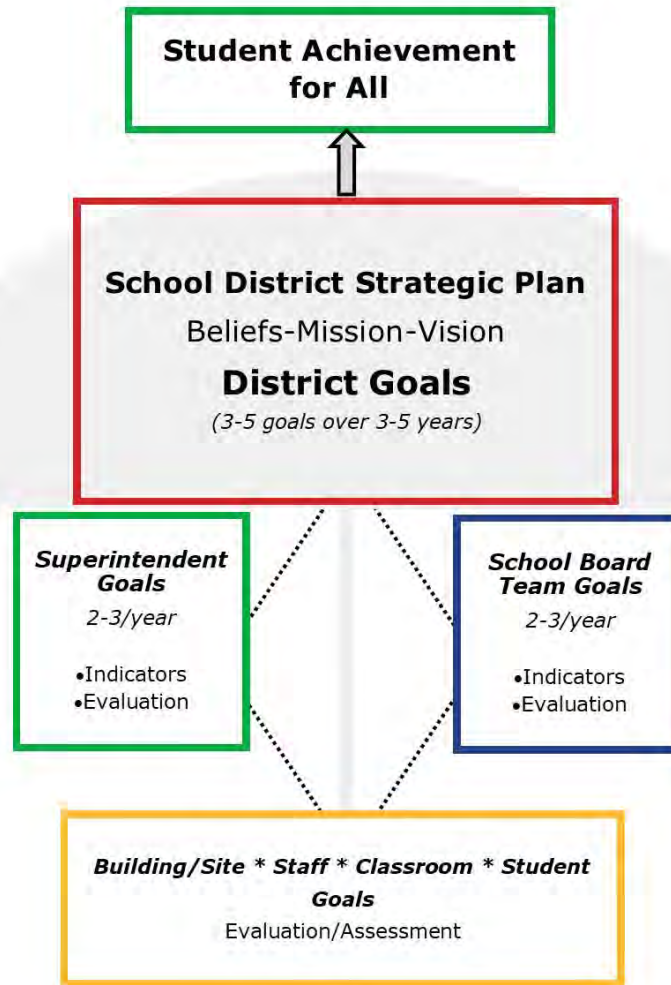 Student Achievement
for All
School District Strategic Plan
Beliefs-Mission-Vision
District Goals
(3-5 goals over 3-5 years)
Superintendent
Goals
2-3/year
•Indicators
•Evaluation
School Board
Team Goals
2-3/year
•Indicators
•Evaluation
Building/Site * Staff * Classroom * Student
Goals
Evaluation/Assessment